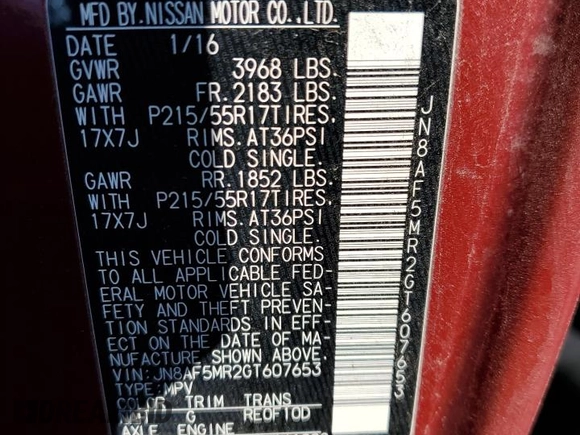 MFD BY.NISSAN MOTOR CO.,LTD.
DATE 1/16
GVWR 3968 LBS.
GAWR FR.2183 LBS.
WITH P215/55R17TIRES.
17X7J RIMS.AT36PSI
COLD SINGLE.
GAWR RR.1852 LBS.
WITH P215/55R17TIRES.
17X7J RIMS.AT36PSI
COLD SINGLE.
THIS VEHICLE CONFORMS
TO ALL APPLICABLE FED-
ERAL MOTOR VEHICLE SA-
FETY AND THEFT PREVEN-
TION STANDARDS IN EFF-
ECT ON THE DATE OF MA-
NUFACTURE SHOWN ABOVE.
VIN:JN8AF5MR2GT607653
TYPE:MPV
COLOR TRIM TRANS
G RE0F10D
AXLE ENGINE
JN8AF5MR2GT607653